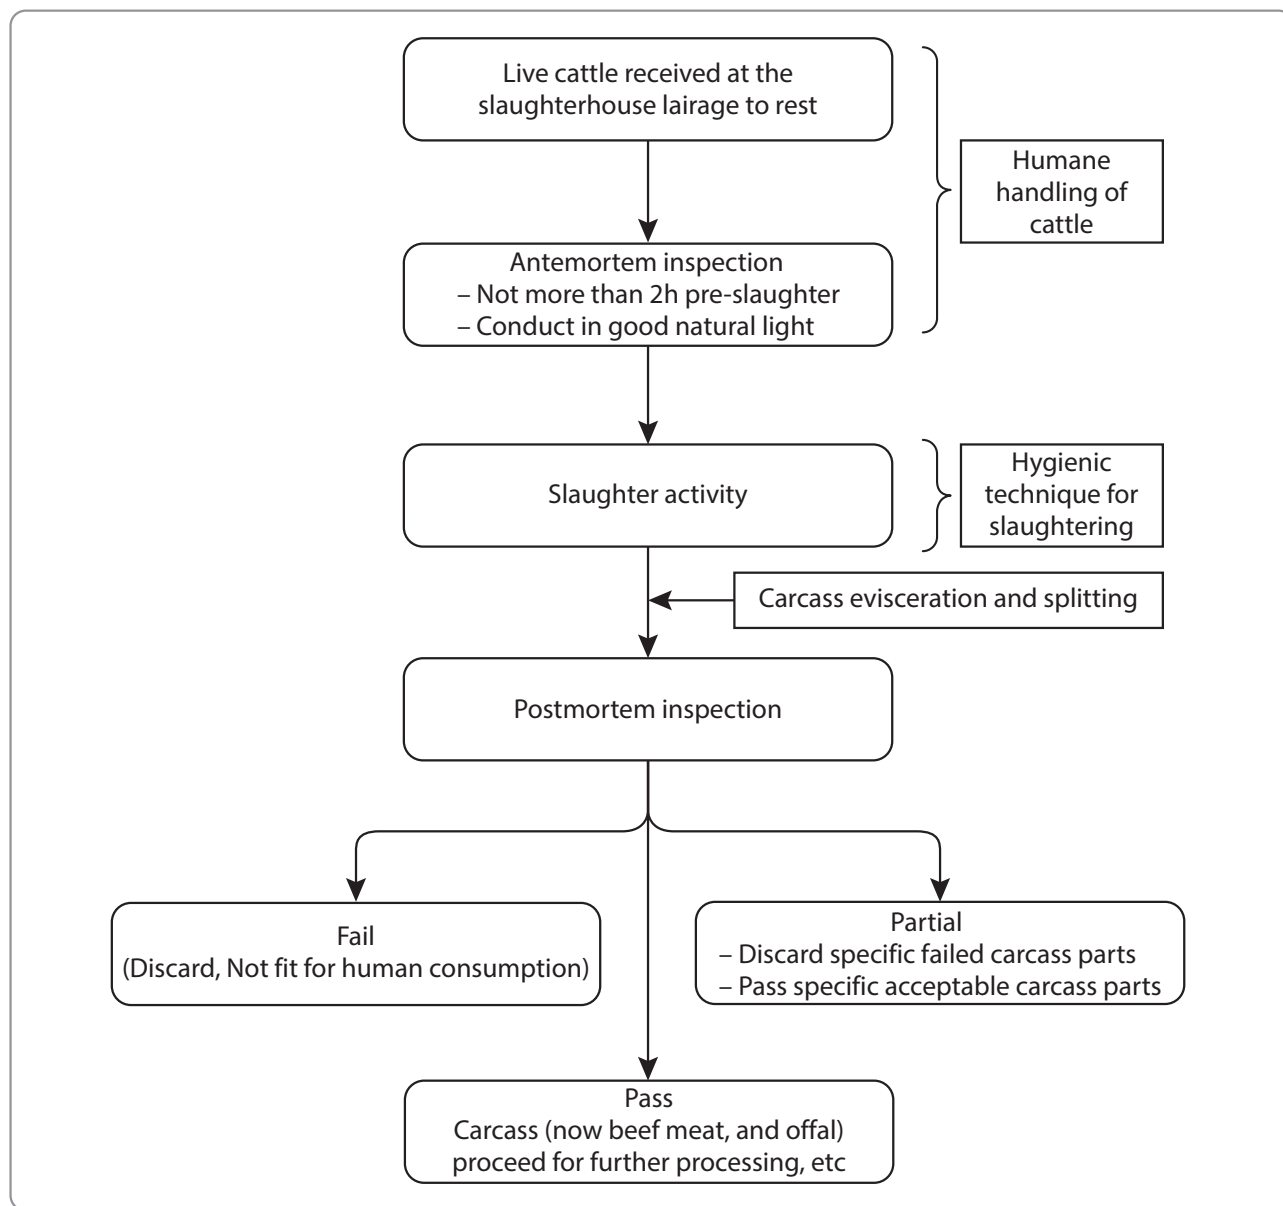 Live cattle received at the
slaughterhouse lairage to rest
Humane
handling of
cattle
Antemortem inspection
– Not more than 2h pre-slaughter
– Conduct in good natural light
Slaughter activity
Hygienic
technique for
slaughtering
Carcass evisceration and splitting
Postmortem inspection
Fail
(Discard, Not fit for human consumption)
Partial
– Discard specific failed carcass parts
– Pass specific acceptable carcass parts
Pass
Carcass (now beef meat, and offal)
proceed for further processing, etc